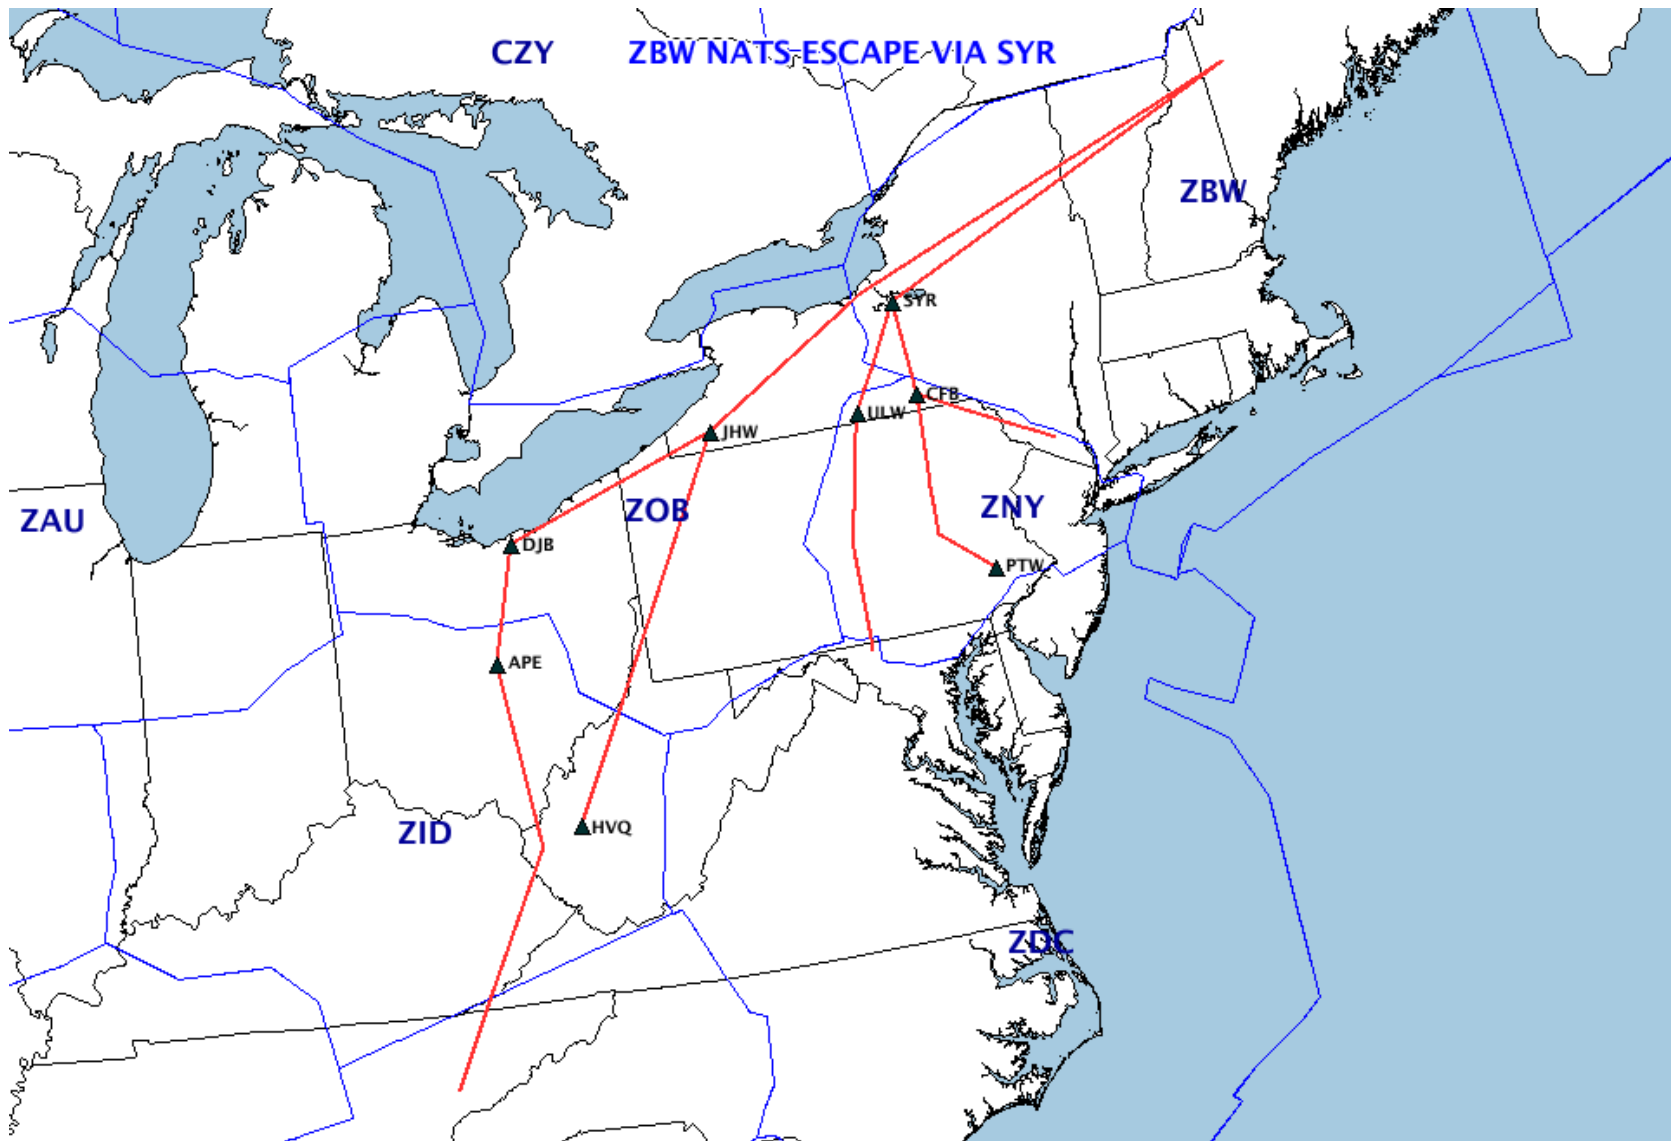 CZY
ZBW NATS ESCAPE VIA SYR
ZBW
SYR
CFB
ULW
JHW
ZAU
ZOB
ZNY
DJB
PTW
APE
ZID
HVQ
ZDC